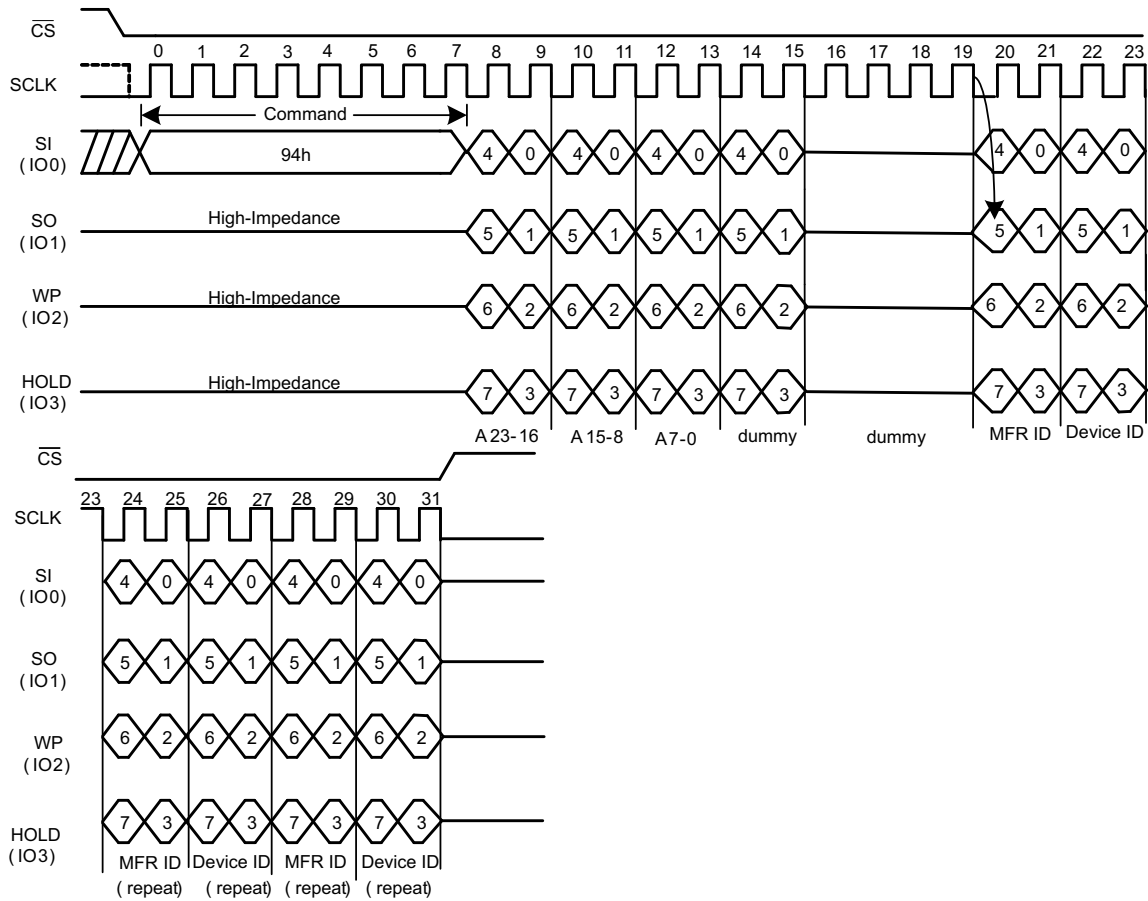 CS
0 1 2 3 4 5 6 7 8 9 10 11 12 13 14 15 16 17 18 19 20 21 22 23
SCLK
Command
SI
( IO0)
94h
4 0 4 0 4 0 4 0 4 0 4 0
SO
( IO1)
High-Impedance
5 1 5 1 5 1 5 1 5 1 5 1
WP
( IO2)
High-Impedance
6 2 6 2 6 2 6 2 6 2 6 2
HOLD
( IO3)
High-Impedance
7 3 7 3 7 3 7 3 7 3 7 3
A 23-16 A 15-8 A7-0 dummy dummy MFR ID Device ID
CS
23 24 25 26 27 28 29 30 31
SCLK
SI
( IO0)
4 0 4 0 4 0 4 0
SO
( IO1)
5 1 5 1 5 1 5 1
WP
( IO2)
6 2 6 2 6 2 6 2
HOLD
( IO3)
7 3 7 3 7 3 7 3
MFR ID Device ID MFR ID Device ID
( repeat) ( repeat) ( repeat) ( repeat)